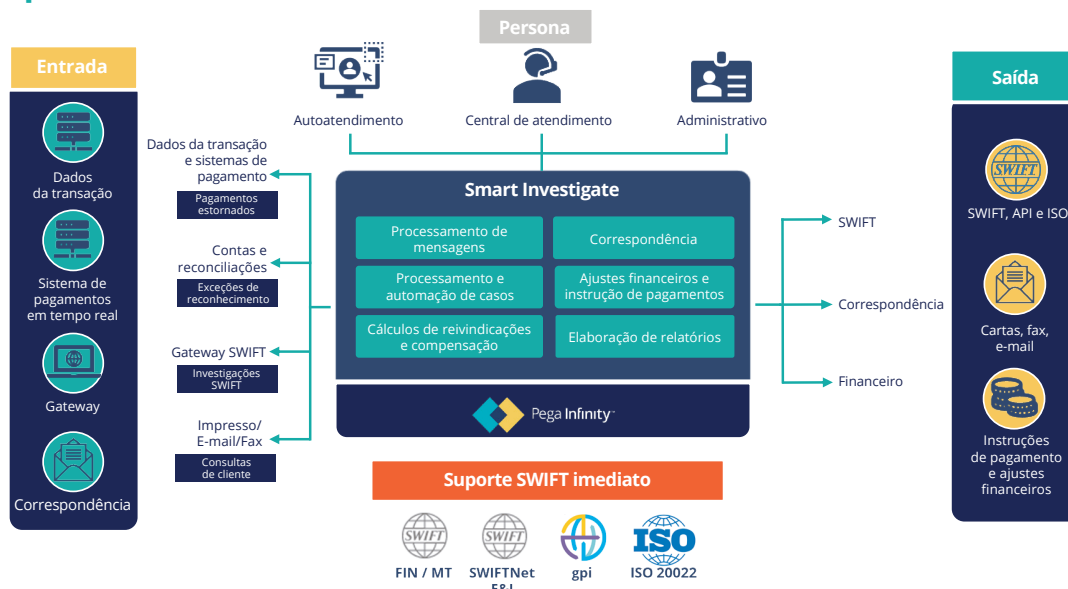 Persona
Entrada
Saída
Autoatendimento
Central de atendimento
Administrativo
Dados
da transação
Sistema de
pagamentos
em tempo real
Gateway
Correspondência
Dados da transação
e sistemas de
pagamento
Pagamentos
estornados
Contas e
reconciliações
Exceções de
reconhecimento
Gateway SWIFT
Investigações
SWIFT
Impresso/
E-mail/Fax
Consultas
de cliente
Smart Investigate
Processamento de
mensagens
Correspondência
Processamento e
automação de casos
Ajustes financeiros e
instrução de pagamentos
Cálculos de reivindicações
e compensação
Elaboração de relatórios
Pega Infinity
SWIFT
Correspondência
Financeiro
SWIFT
SWIFT, API e ISO
Cartas, fax,
e-mail
Instruções
de pagamento
e ajustes
financeiros
Suporte SWIFT imediato
SWIFT
FIN / MT
SWIFT
SWIFTNet
E&I
gpi
ISO
ISO 20022